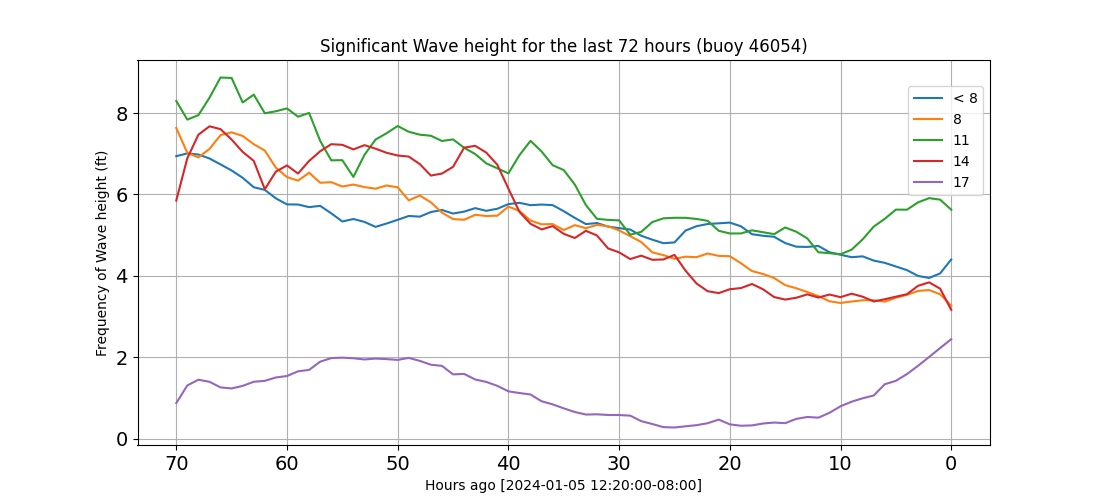 Significant Wave height for the last 72 hours (buoy 46054)
Frequency of Wave height (ft)
8
6
4
2
0
< 8
8
11
14
17
70 60 50 40 30 20 10 0
Hours ago [2024-01-05 12:20:00-08:00]